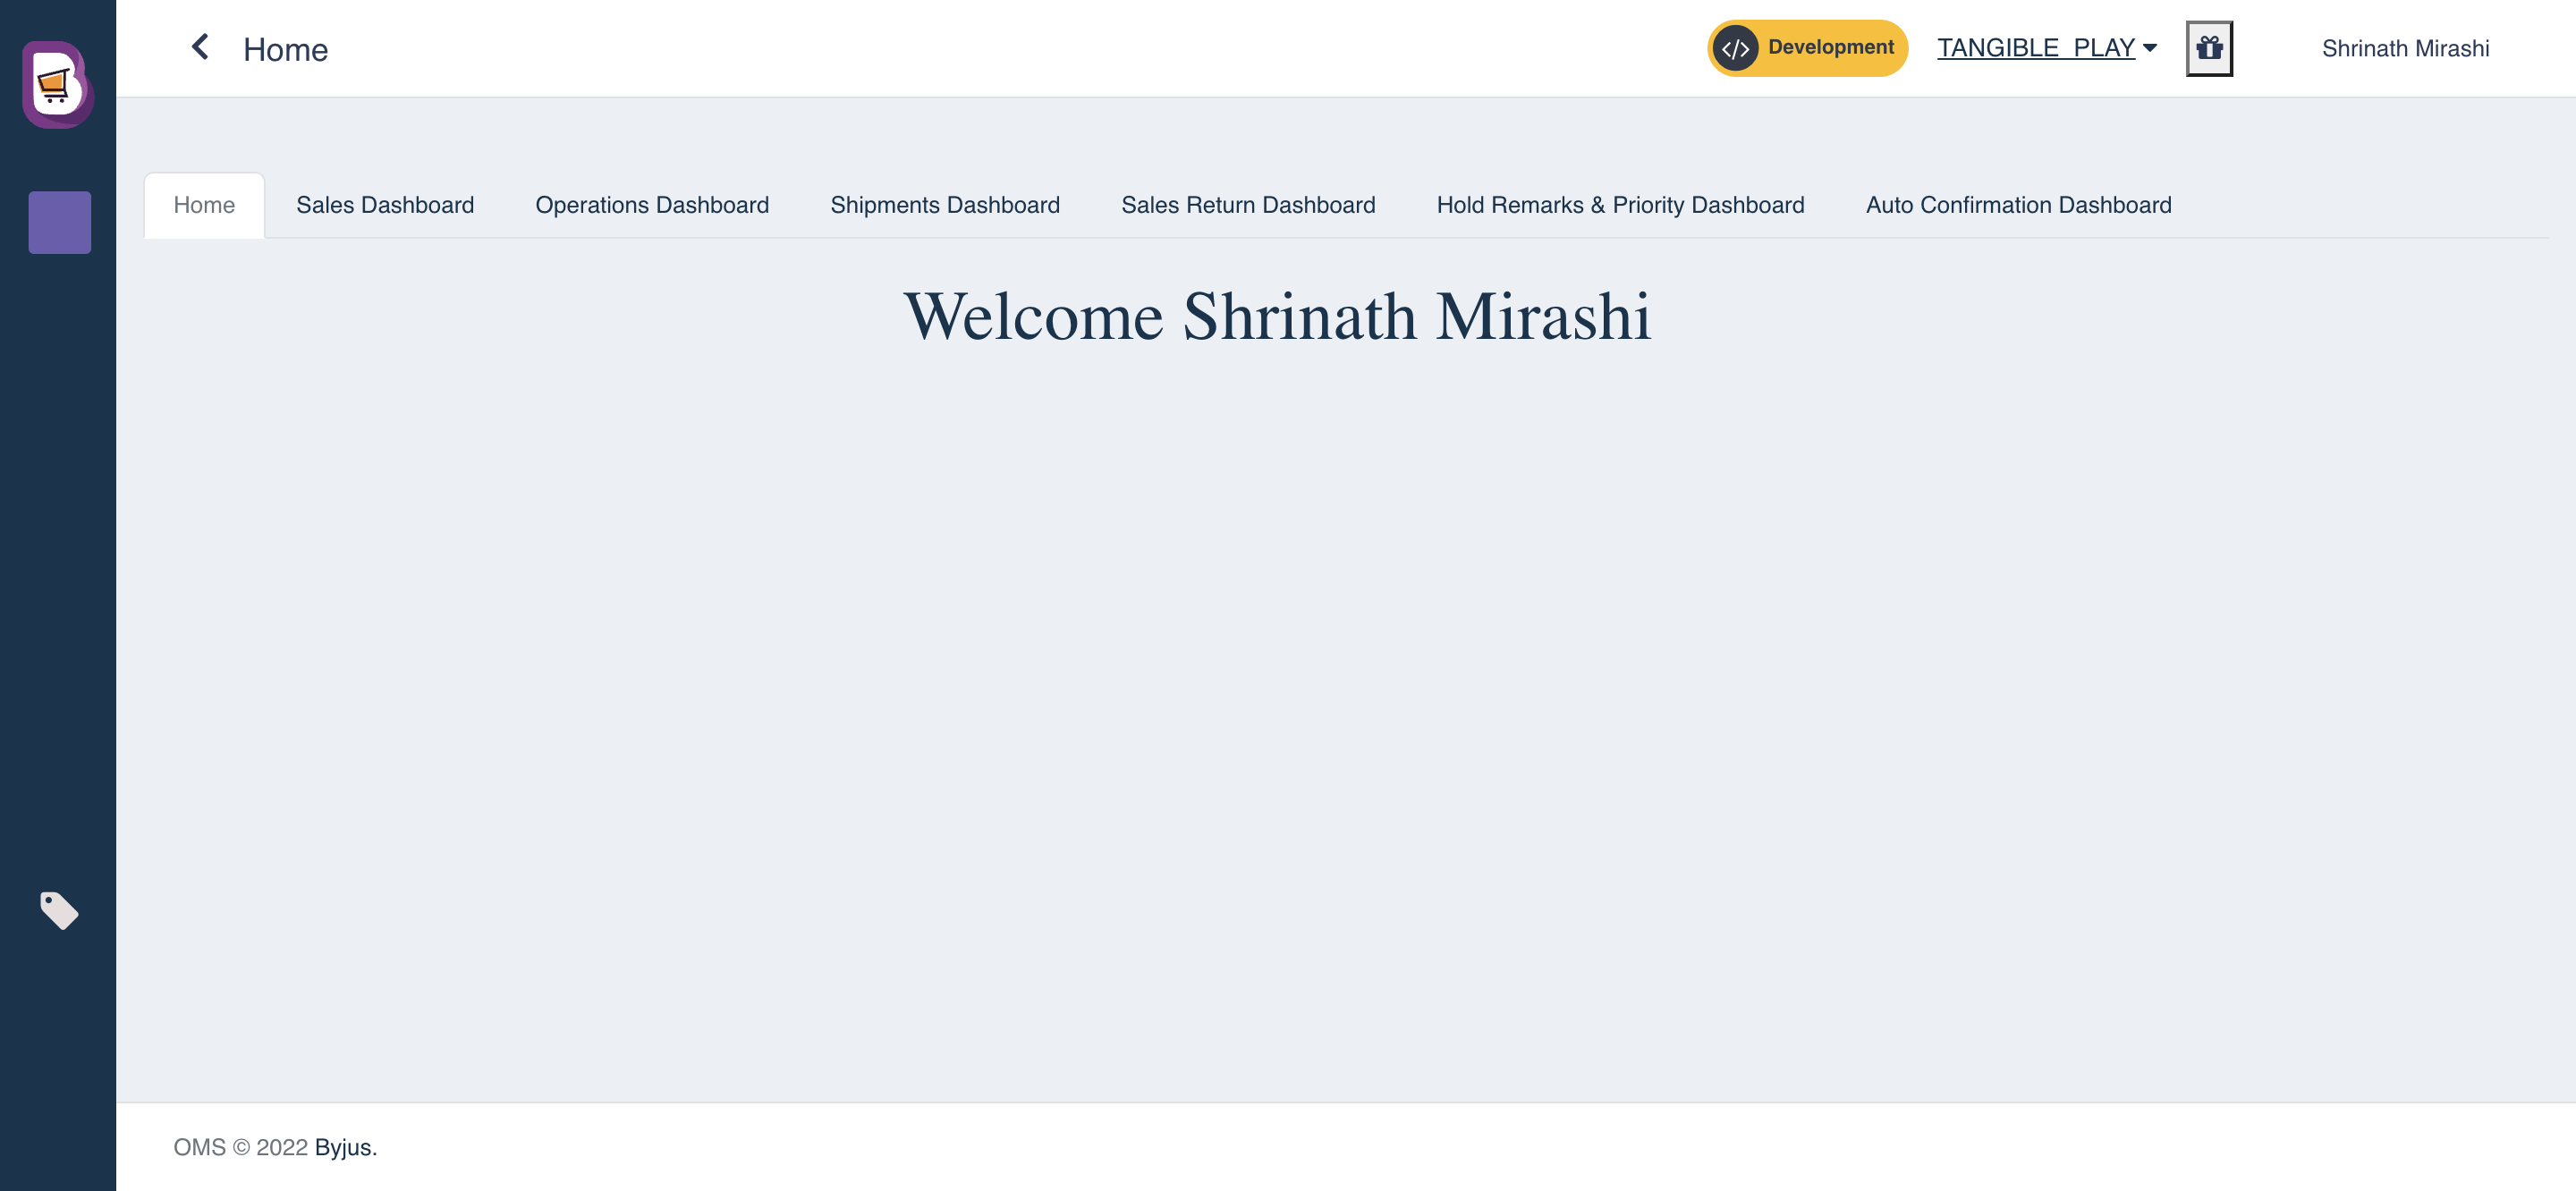 Home
Development
TANGIBLE_PLAY
Shrinath Mirashi
Home
Sales Dashboard
Operations Dashboard
Shipments Dashboard
Sales Return Dashboard
Hold Remarks & Priority Dashboard
Auto Confirmation Dashboard
Welcome Shrinath Mirashi
OMS © 2022 Byjus.